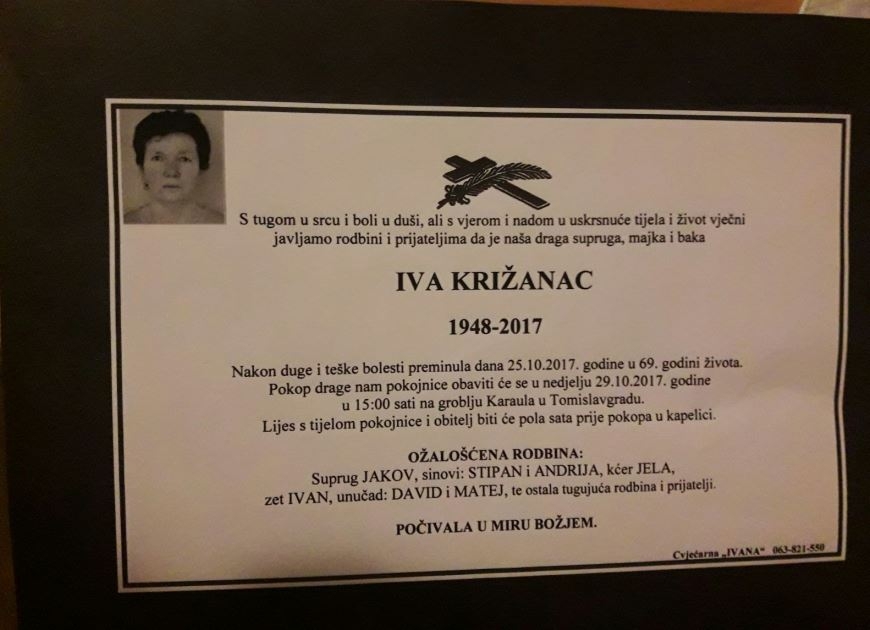 S tugom u srcu i boli u duši, ali s vjerom i nadom u uskrsnuće tijela i život vječni
javljamo rodbini i prijateljima da je naša draga supruga, majka i baka
IVA KRIŽANAC
1948-2017
Nakon duge i teške bolesti preminula dana 25.10.2017. godine u 69. godini života.
Pokop drage nam pokojnice obaviti će se u nedjelju 29.10.2017. godine
u 15:00 sati na groblju Karaula u Tomislavgradu.
Lijes s tijelom pokojnice i obitelj biti će pola sata prije pokopa u kapelici.
OŽALOŠĆENA RODBINA:
Suprug JAKOV, sinovi: STIPAN i ANDRIJA, kćer JELA,
zet IVAN, unučad: DAVID i MATEJ, te ostala tugujuća rodbina i prijatelji.
POČIVALA U MIRU BOŽJEM.
Cvjećarna „IVANA“ 063-821-550